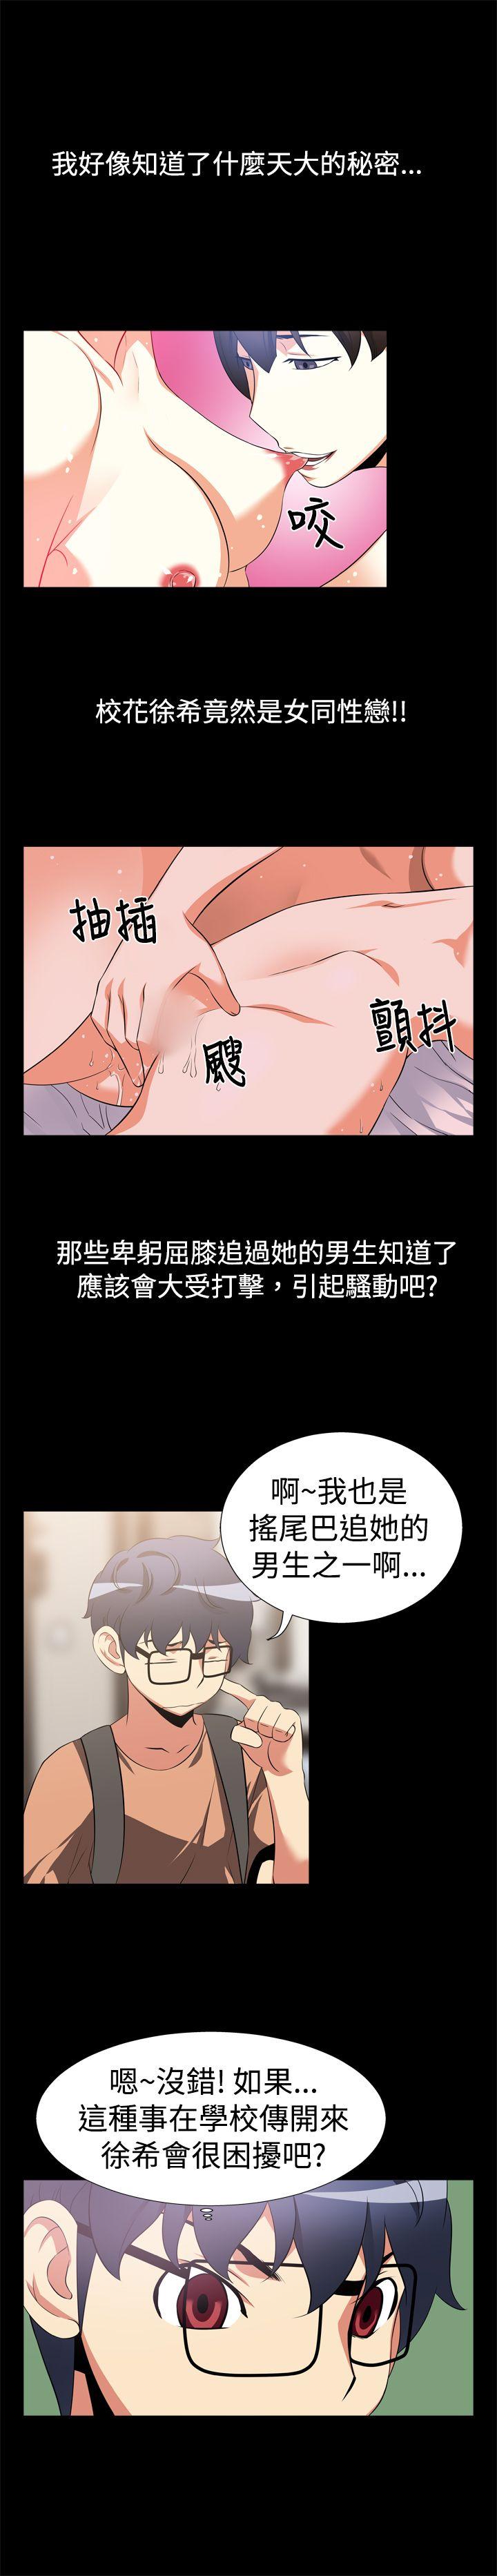 我好像知道了什麼天大的秘密...
咬
校花徐希竟然是女同性戀!!
抽插
颼
顫抖
那些卑躬屈膝追過她的男生知道了
應該會大受打擊，引起騷動吧?
啊~我也是
搖尾巴追她的
男生之一啊...
嗯~沒錯! 如果...
這種事在學校傳開來
徐希會很困擾吧?